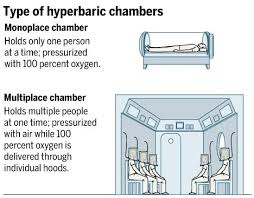 Type of hyperbaric chambers
Monoplace chamber
Holds only one person
at a time; pressurized
with 100 percent oxygen.
Multiplace chamber
Holds multiple people
at one time; pressurized
with air while 100
percent oxygen is
delivered through
individual hoods.